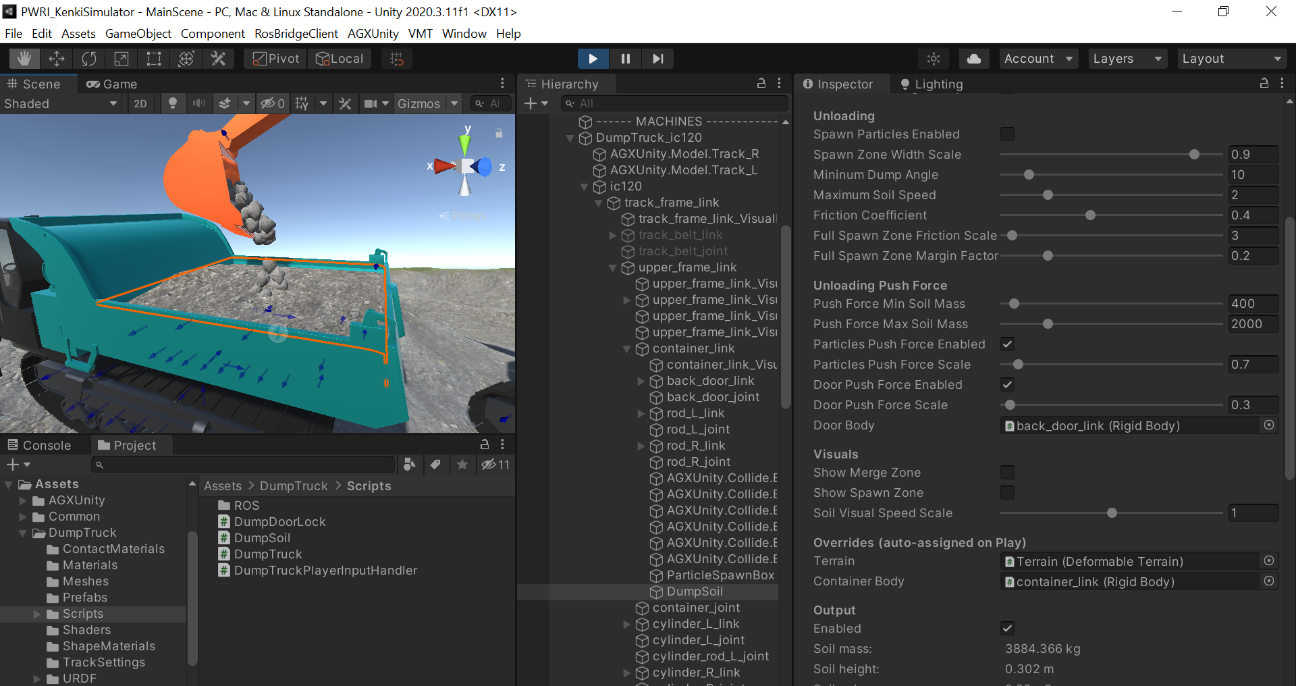 PWRI_KenkiSimulator - MainScene - PC, Mac & Linux Standalone - Unity 2020.3.11f1 <DX11>
File Edit Assets GameObject Component RosBridgeClient AGXUnity VMT Window Help
Pivot Local Account Layers Layout
Scene Game
Shaded 2D 0 Gizmos All
y
x
z
Console Project
11
Assets
AGXUnity
Common
DumpTruck
ContactMaterials
Materials
Meshes
Prefabs
Scripts
Shaders
ShapeMaterials
TrackSettings
URDF
Assets > DumpTruck > Scripts
ROS
DumpDoorLock
DumpSoil
DumpTruck
DumpTruckPlayerInputHandler
Hierarchy
All
------ MACHINES -----------
DumpTruck_ic120
AGXUnity.Model.Track_R
AGXUnity.Model.Track_L
ic120
track_frame_link
track_frame_link_Visual
track_belt_link
track_belt_joint
upper_frame_link
upper_frame_link_Visu
upper_frame_link_Visu
upper_frame_link_Visu
upper_frame_link_Visu
container_link
container_link_Visu
back_door_link
back_door_joint
rod_L_link
rod_L_joint
rod_R_link
rod_R_joint
AGXUnity.Collide.E
AGXUnity.Collide.E
AGXUnity.Collide.E
AGXUnity.Collide.E
AGXUnity.Collide.E
AGXUnity.Collide.E
ParticleSpawnBox
DumpSoil
container_joint
cylinder_L_link
cylinder_L_joint
cylinder_rod_L_joint
cylinder_R_link
Inspector Lighting
Unloading
Spawn Particles Enabled
Spawn Zone Width Scale 0.9
Mininum Dump Angle 10
Maximum Soil Speed 2
Friction Coefficient 0.4
Full Spawn Zone Friction Scale 3
Full Spawn Zone Margin Factor 0.2
Unloading Push Force
Push Force Min Soil Mass 400
Push Force Max Soil Mass 2000
Particles Push Force Enabled
Particles Push Force Scale 0.7
Door Push Force Enabled
Door Push Force Scale 0.3
Door Body back_door_link (Rigid Body)
Visuals
Show Merge Zone
Show Spawn Zone
Soil Visual Speed Scale 1
Overrides (auto-assigned on Play)
Terrain Terrain (Deformable Terrain)
Container Body container_link (Rigid Body)
Output
Enabled
Soil mass: 3884.366 kg
Soil height: 0.302 m